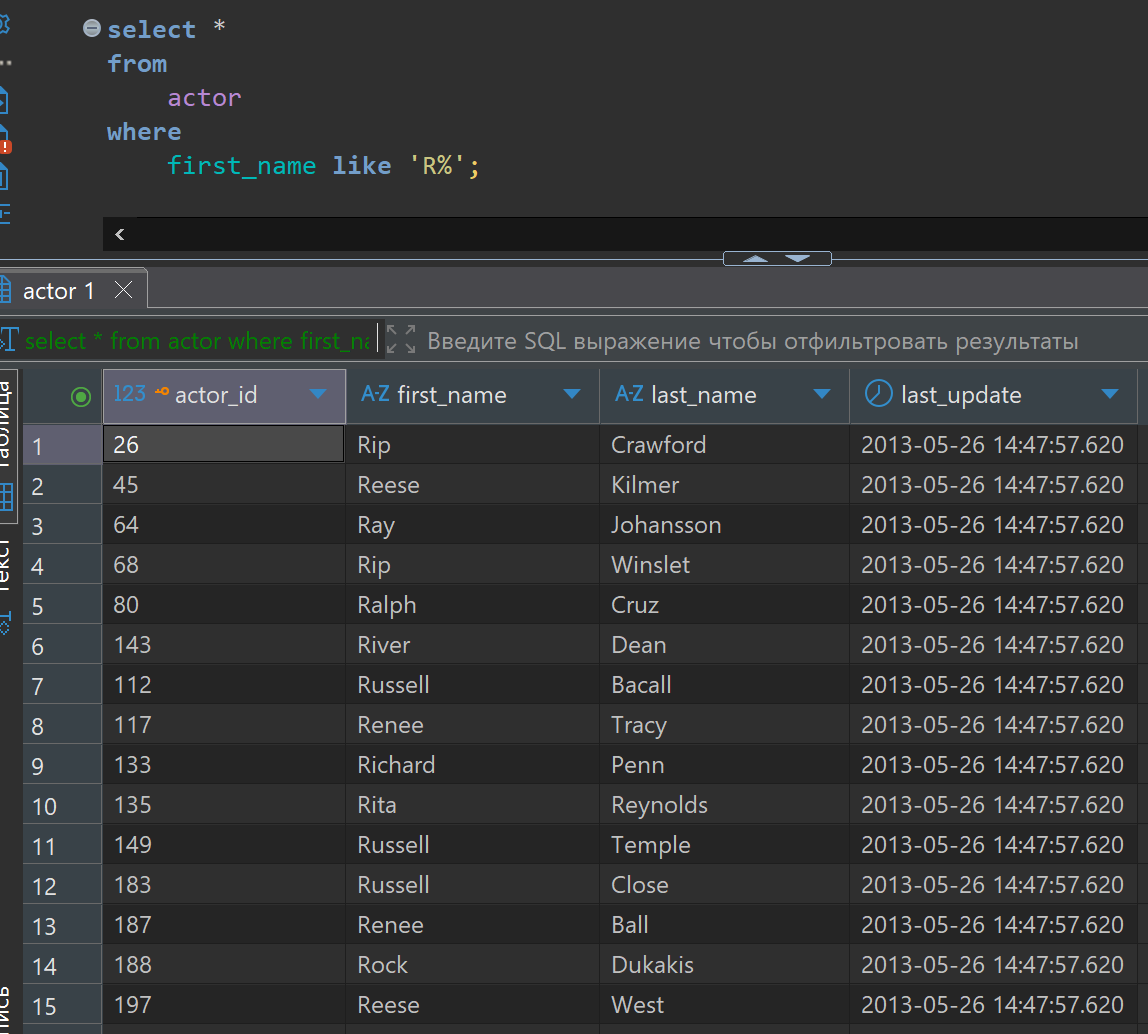 select *
from
actor
where
first_name like 'R%';
actor 1
select * from actor where first_na
Введите SQL выражение чтобы отфильтровать результаты
123 actor_id A-Z first_name A-Z last_name last_update
1 26 Rip Crawford 2013-05-26 14:47:57.620
2 45 Reese Kilmer 2013-05-26 14:47:57.620
3 64 Ray Johansson 2013-05-26 14:47:57.620
4 68 Rip Winslet 2013-05-26 14:47:57.620
5 80 Ralph Cruz 2013-05-26 14:47:57.620
6 143 River Dean 2013-05-26 14:47:57.620
7 112 Russell Bacall 2013-05-26 14:47:57.620
8 117 Renee Tracy 2013-05-26 14:47:57.620
9 133 Richard Penn 2013-05-26 14:47:57.620
10 135 Rita Reynolds 2013-05-26 14:47:57.620
11 149 Russell Temple 2013-05-26 14:47:57.620
12 183 Russell Close 2013-05-26 14:47:57.620
13 187 Renee Ball 2013-05-26 14:47:57.620
14 188 Rock Dukakis 2013-05-26 14:47:57.620
15 197 Reese West 2013-05-26 14:47:57.620
Таблица
Текст